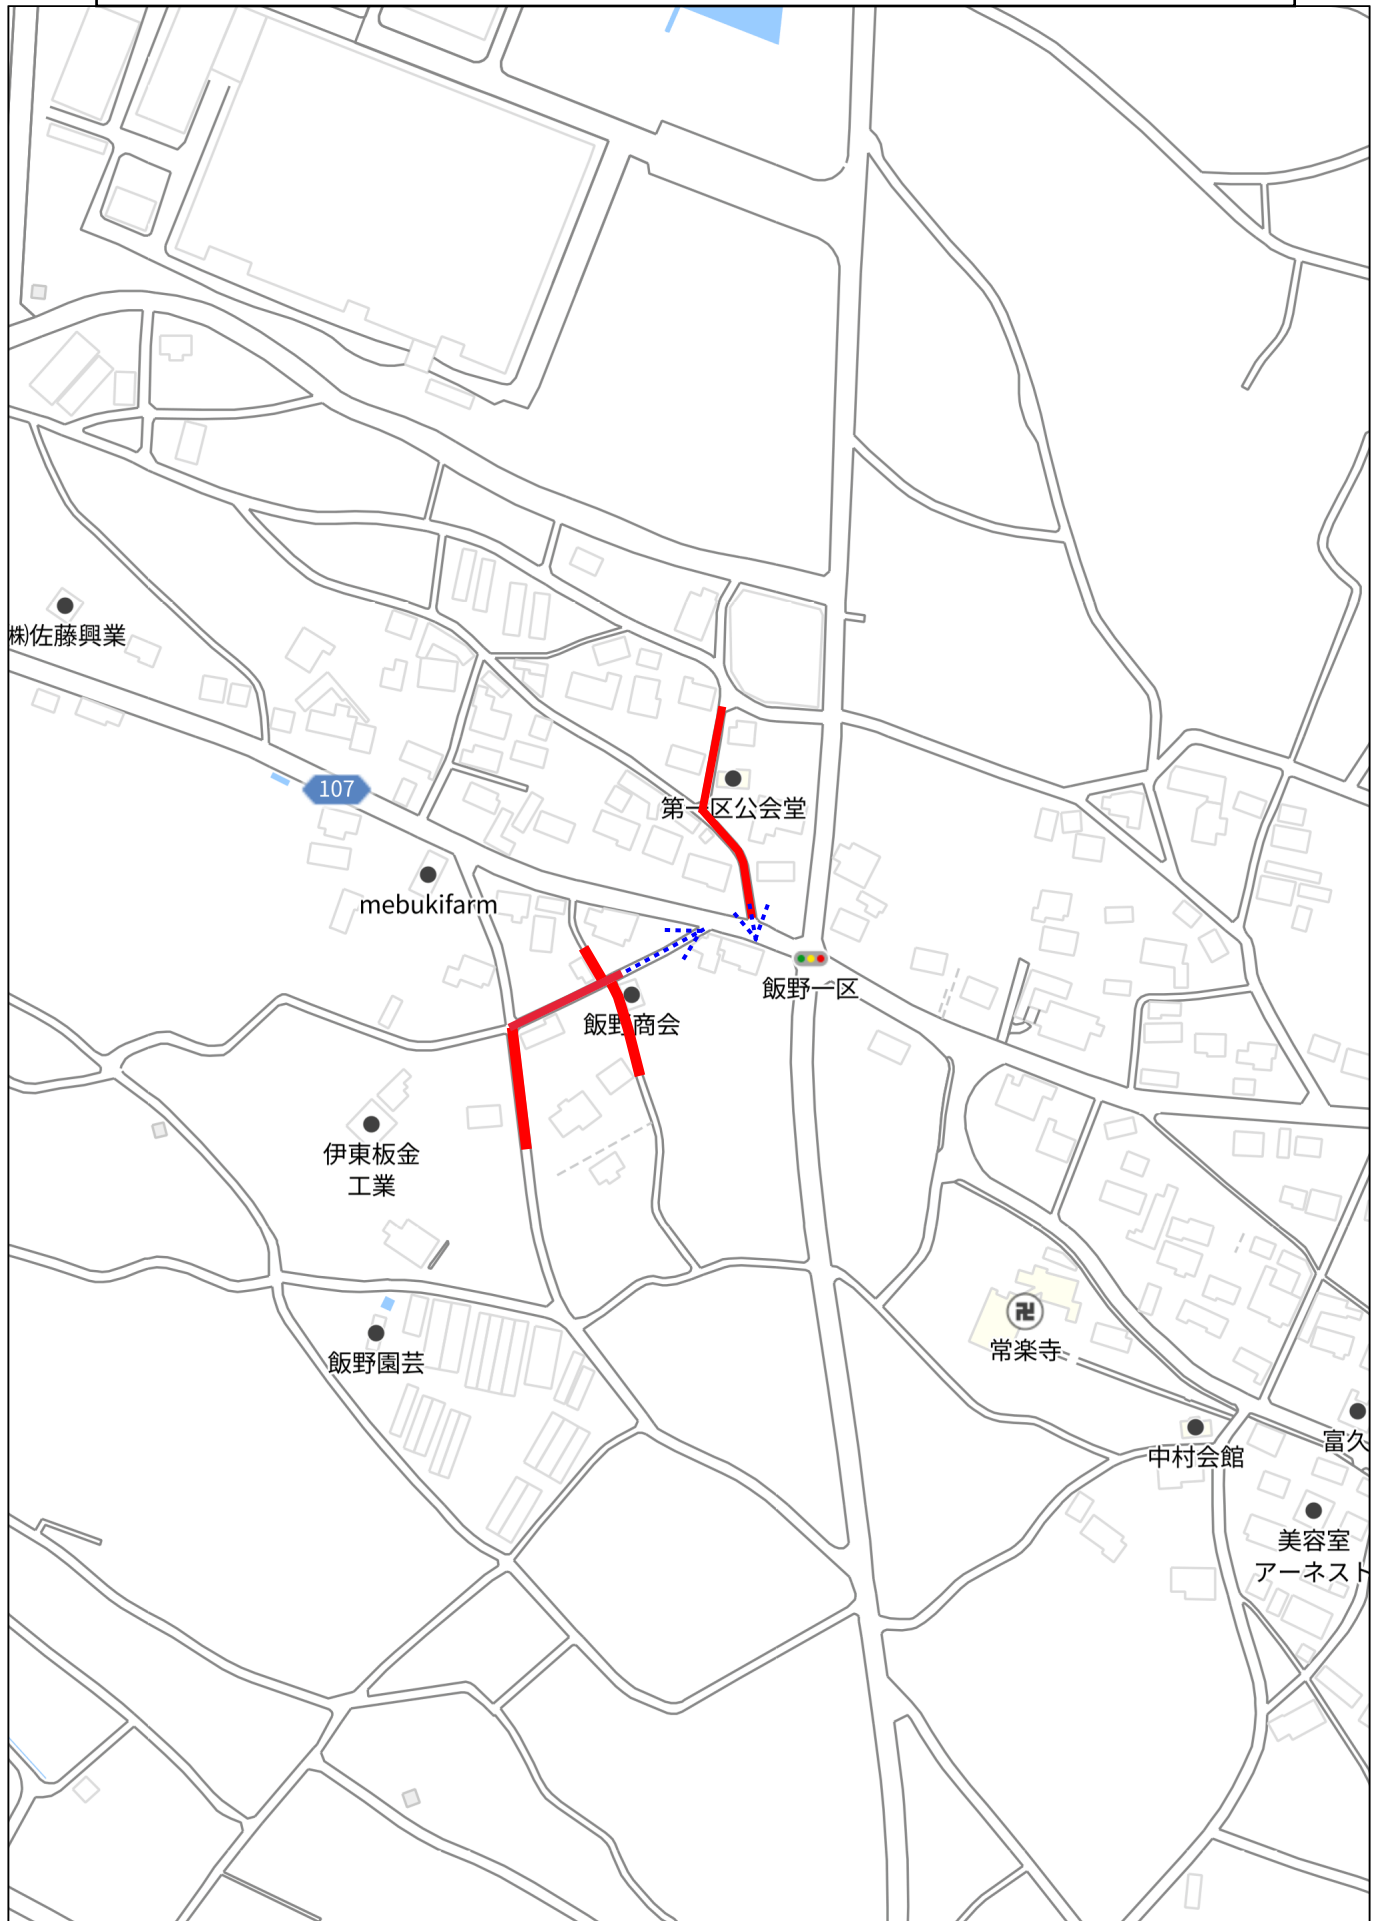 ㈱佐藤興業
107
第一区公会堂
mebukifarm
飯野一区
飯野商会
伊東板金
工業
飯野園芸
卍
常楽寺
中村会館
富久
美容室
アーネスト